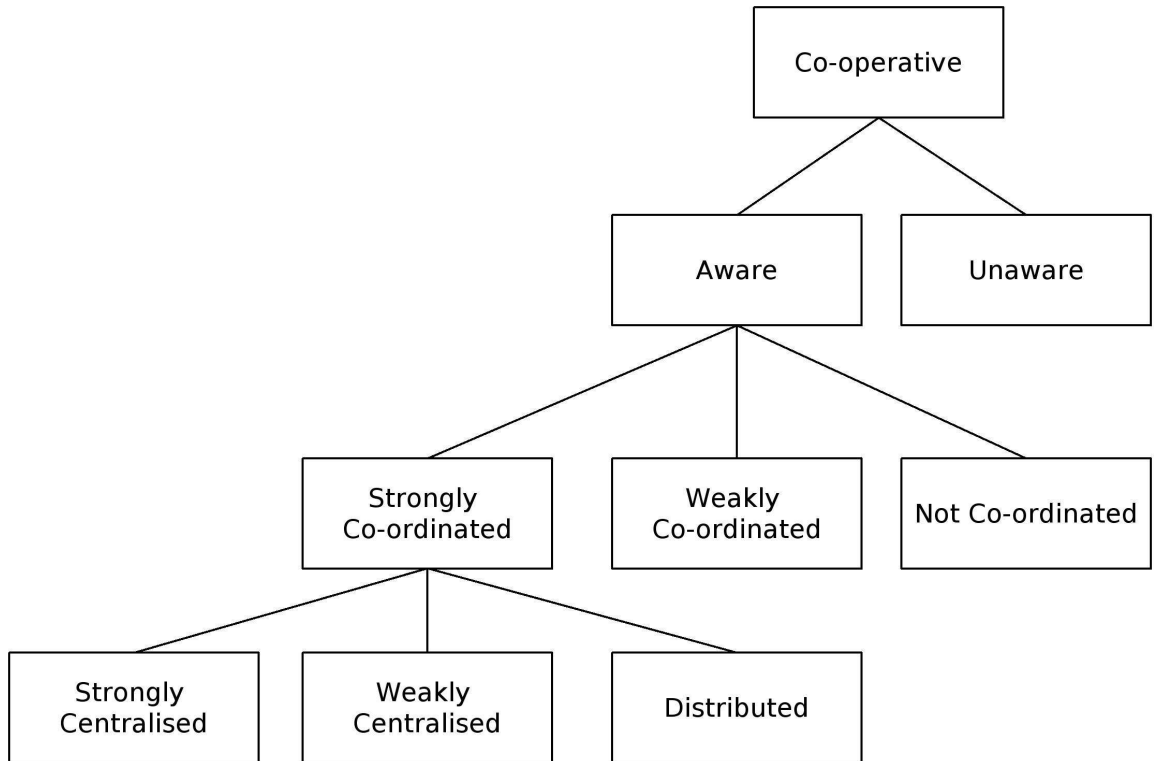 Co-operative
Aware
Unaware
Strongly
Co-ordinated
Weakly
Co-ordinated
Not Co-ordinated
Strongly
Centralised
Weakly
Centralised
Distributed